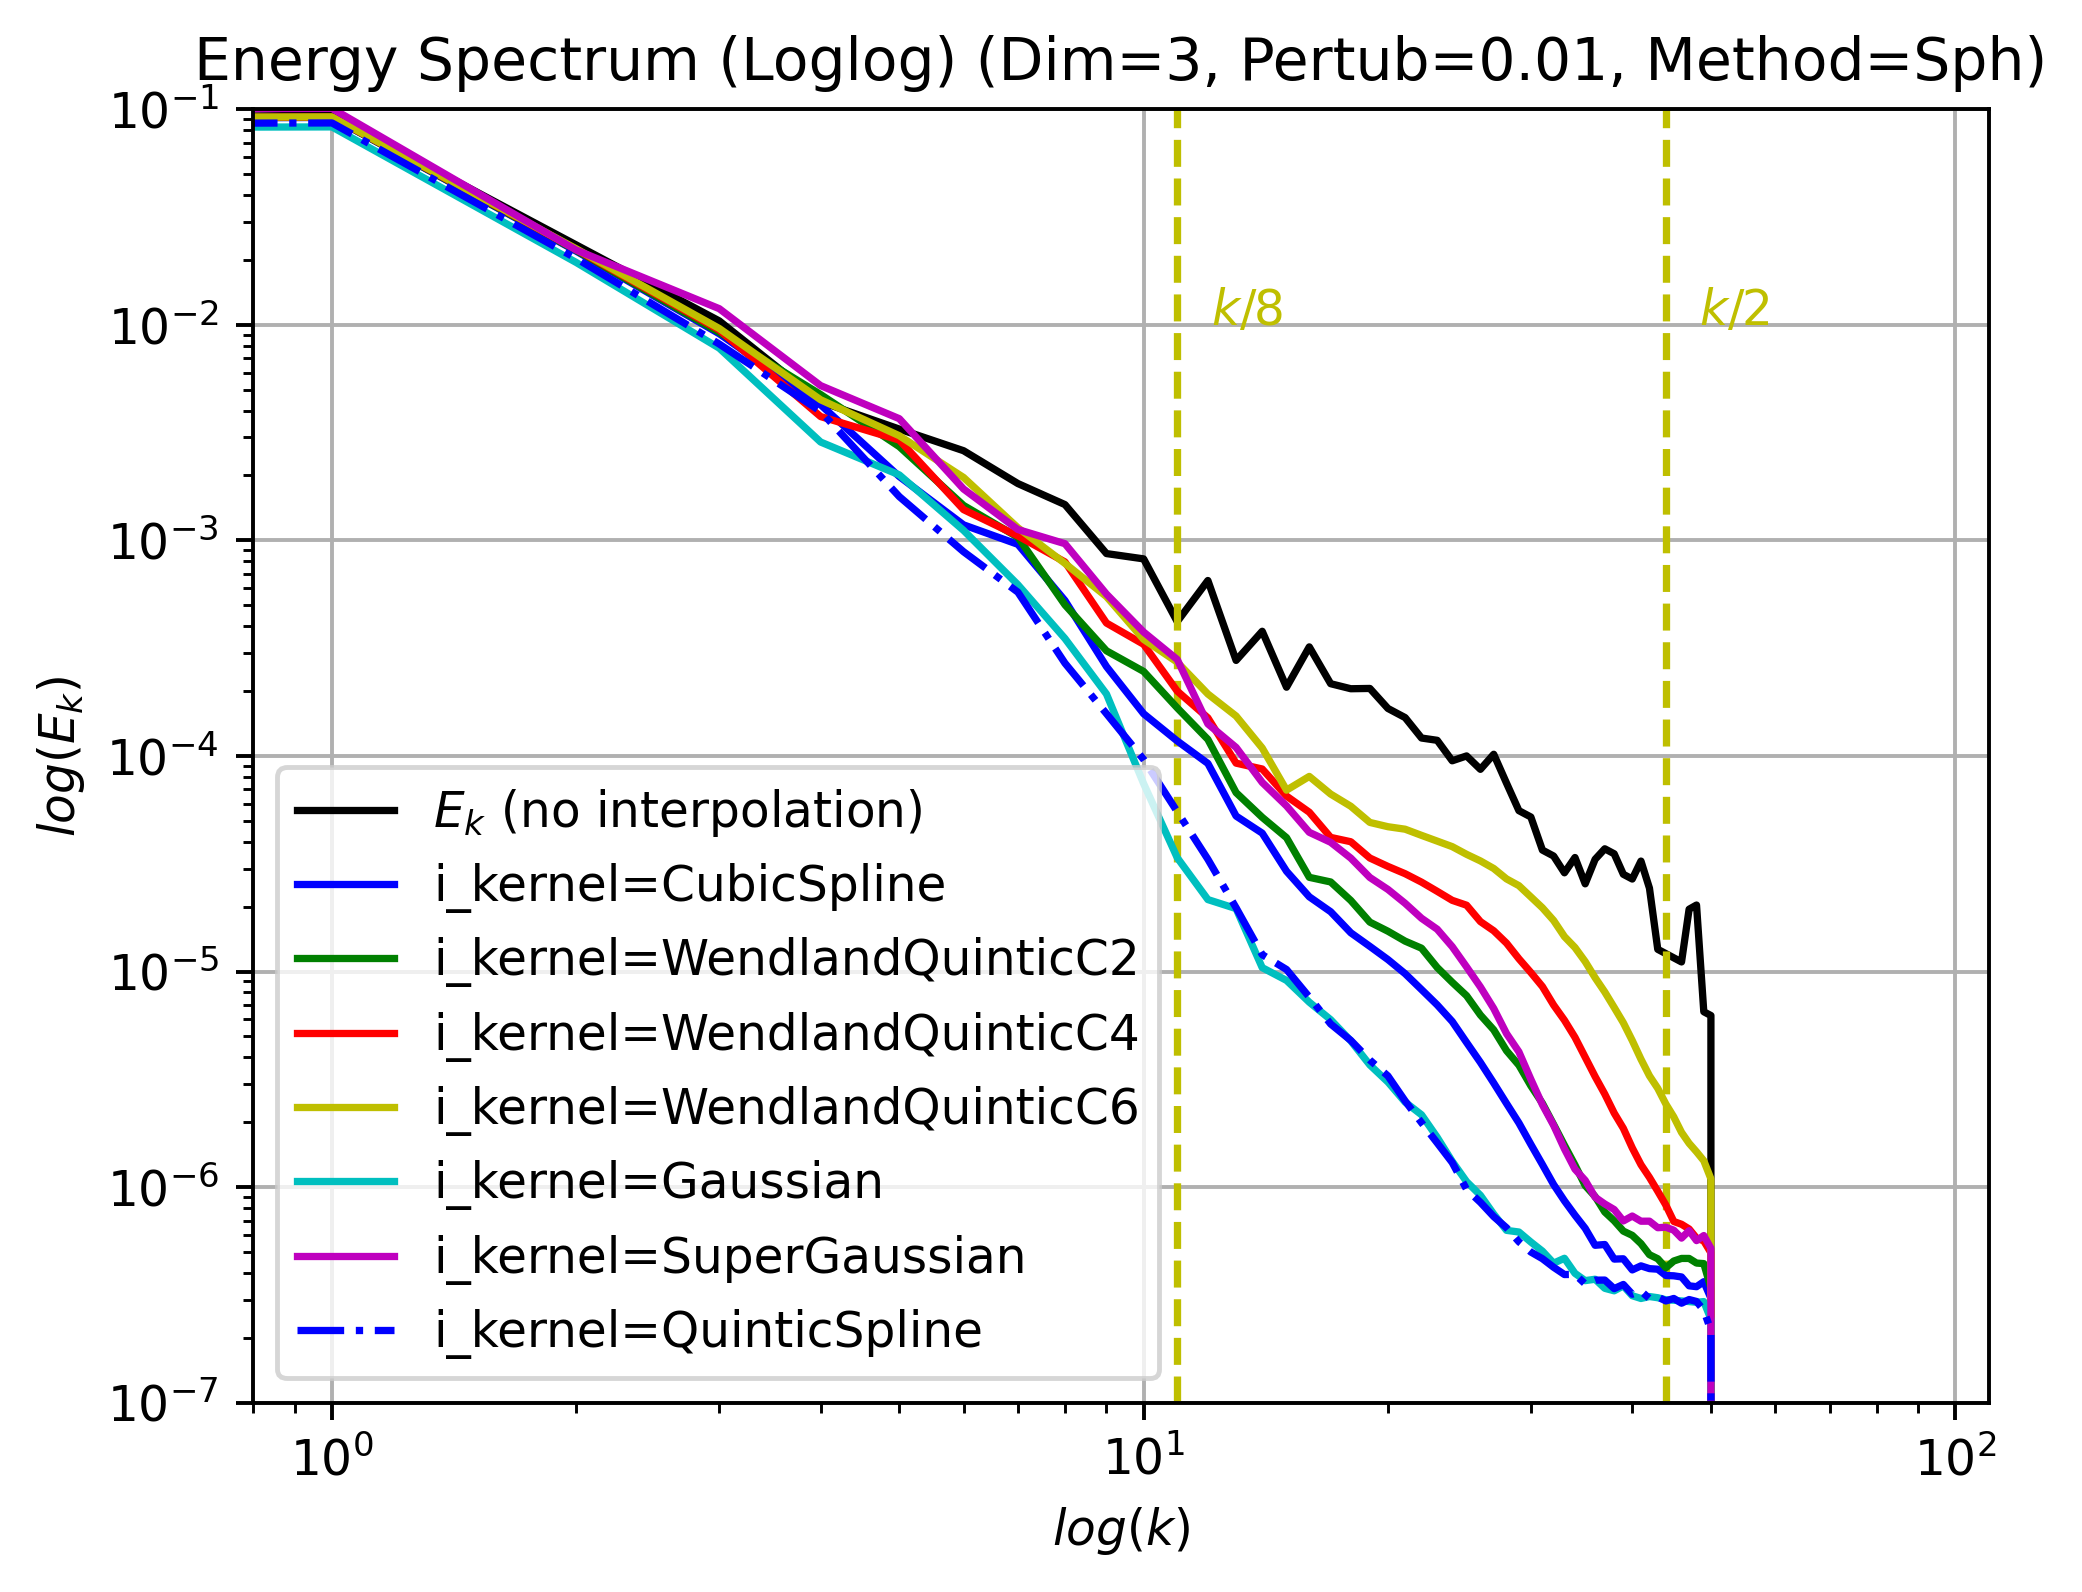 Energy Spectrum (Loglog) (Dim=3, Pertub=0.01, Method=Sph)
10⁻¹
10⁻²
10⁻³
10⁻⁴
10⁻⁵
10⁻⁶
10⁻⁷
log(Eₖ)
k/8
k/2
Eₖ (no interpolation)
i_kernel=CubicSpline
i_kernel=WendlandQuinticC2
i_kernel=WendlandQuinticC4
i_kernel=WendlandQuinticC6
i_kernel=Gaussian
i_kernel=SuperGaussian
i_kernel=QuinticSpline
10⁰
10¹
10²
log(k)